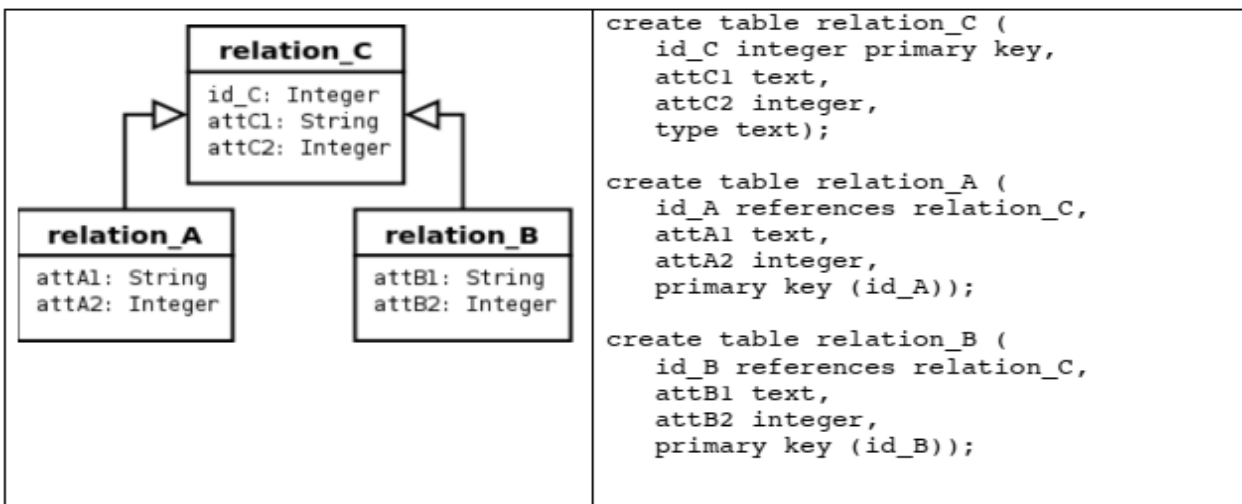 relation_C
id_C: Integer
attC1: String
attC2: Integer
relation_A
attA1: String
attA2: Integer
relation_B
attB1: String
attB2: Integer
create table relation_C (
id_C integer primary key,
attC1 text,
attC2 integer,
type text);
create table relation_A (
id_A references relation_C,
attA1 text,
attA2 integer,
primary key (id_A));
create table relation_B (
id_B references relation_C,
attB1 text,
attB2 integer,
primary key (id_B));